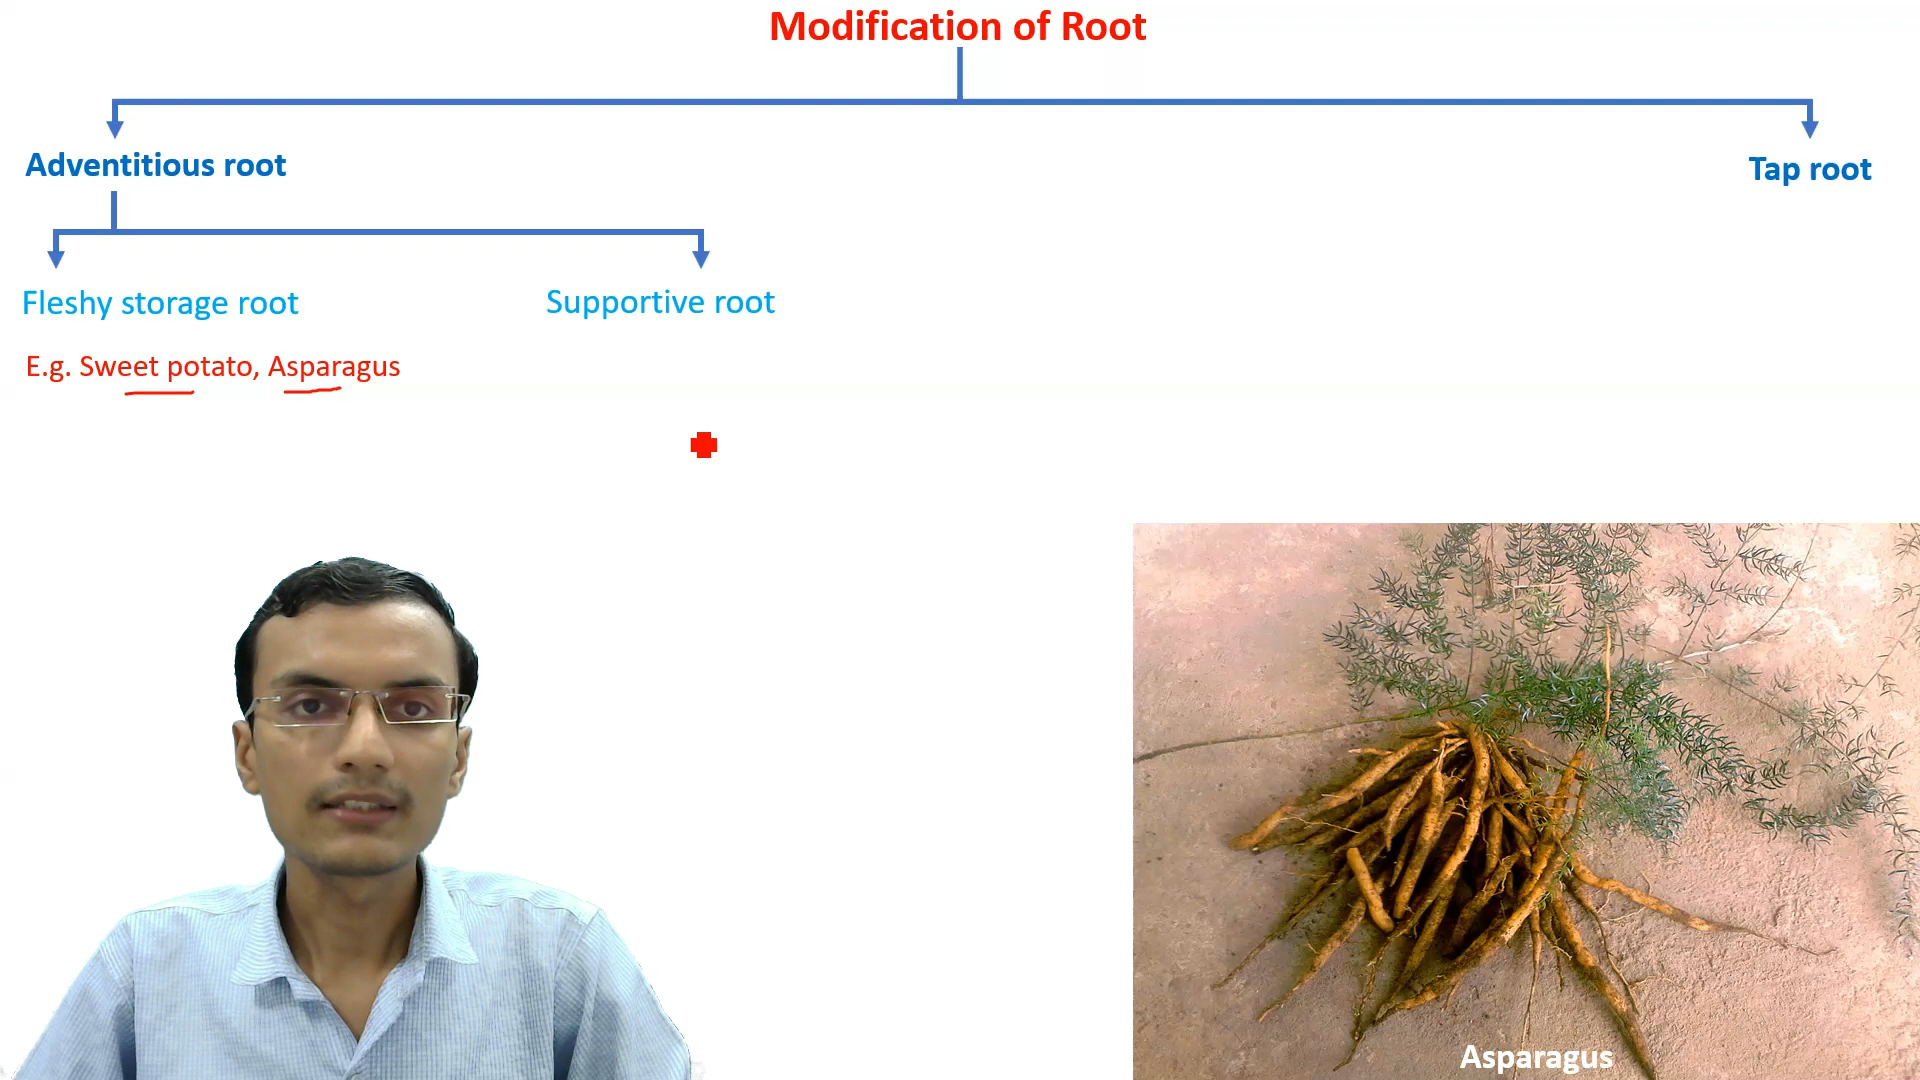 Modification of Root
Adventitious root
Tap root
Fleshy storage root
Supportive root
E.g. Sweet potato, Asparagus
Asparagus